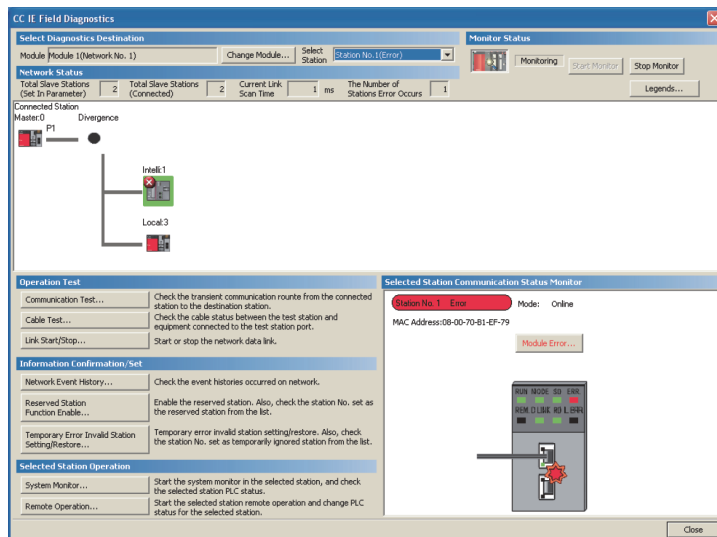 CC IE Field Diagnostics
Select Diagnostics Destination
Monitor Status
Module Module 1(Network No. 1)
Change Module...
Select Station
Station No.1(Error)
Monitoring
Start Monitor
Stop Monitor
Network Status
Legends...
Total Slave Stations
(Set In Parameter)
2
Total Slave Stations
(Connected)
2
Current Link
Scan Time
1 ms
The Number of
Stations Error Occurs
1
Connected Station
Master:0
Divergence
P1
Intelli:1
Local:3
Operation Test
Communication Test...
Check the transient communication rounte from the connected
station to the destination station.
Cable Test...
Check the cable status between the test station and
equipment connected to the test station port.
Link Start/Stop...
Start or stop the network data link.
Information Confirmation/Set
Network Event History...
Check the event histories occurred on network.
Reserved Station
Function Enable...
Enable the reserved station. Also, check the station No. set as
the reserved station from the list.
Temporary Error Invalid Station
Setting/Restore...
Temporary error invalid station setting/restore. Also, check
the station No. set as temporarily ignored station from the list.
Selected Station Operation
System Monitor...
Start the system monitor in the selected station, and check
the selected station PLC status.
Remote Operation...
Start the selected station remote operation and change PLC
status for the selected station.
Selected Station Communication Status Monitor
Station No. 1 Error
Mode: Online
MAC Address:08-00-70-B1-EF-79
Module Error...
RUN MODE SD ERR.
REM. D LINK RD L ERR.
Close